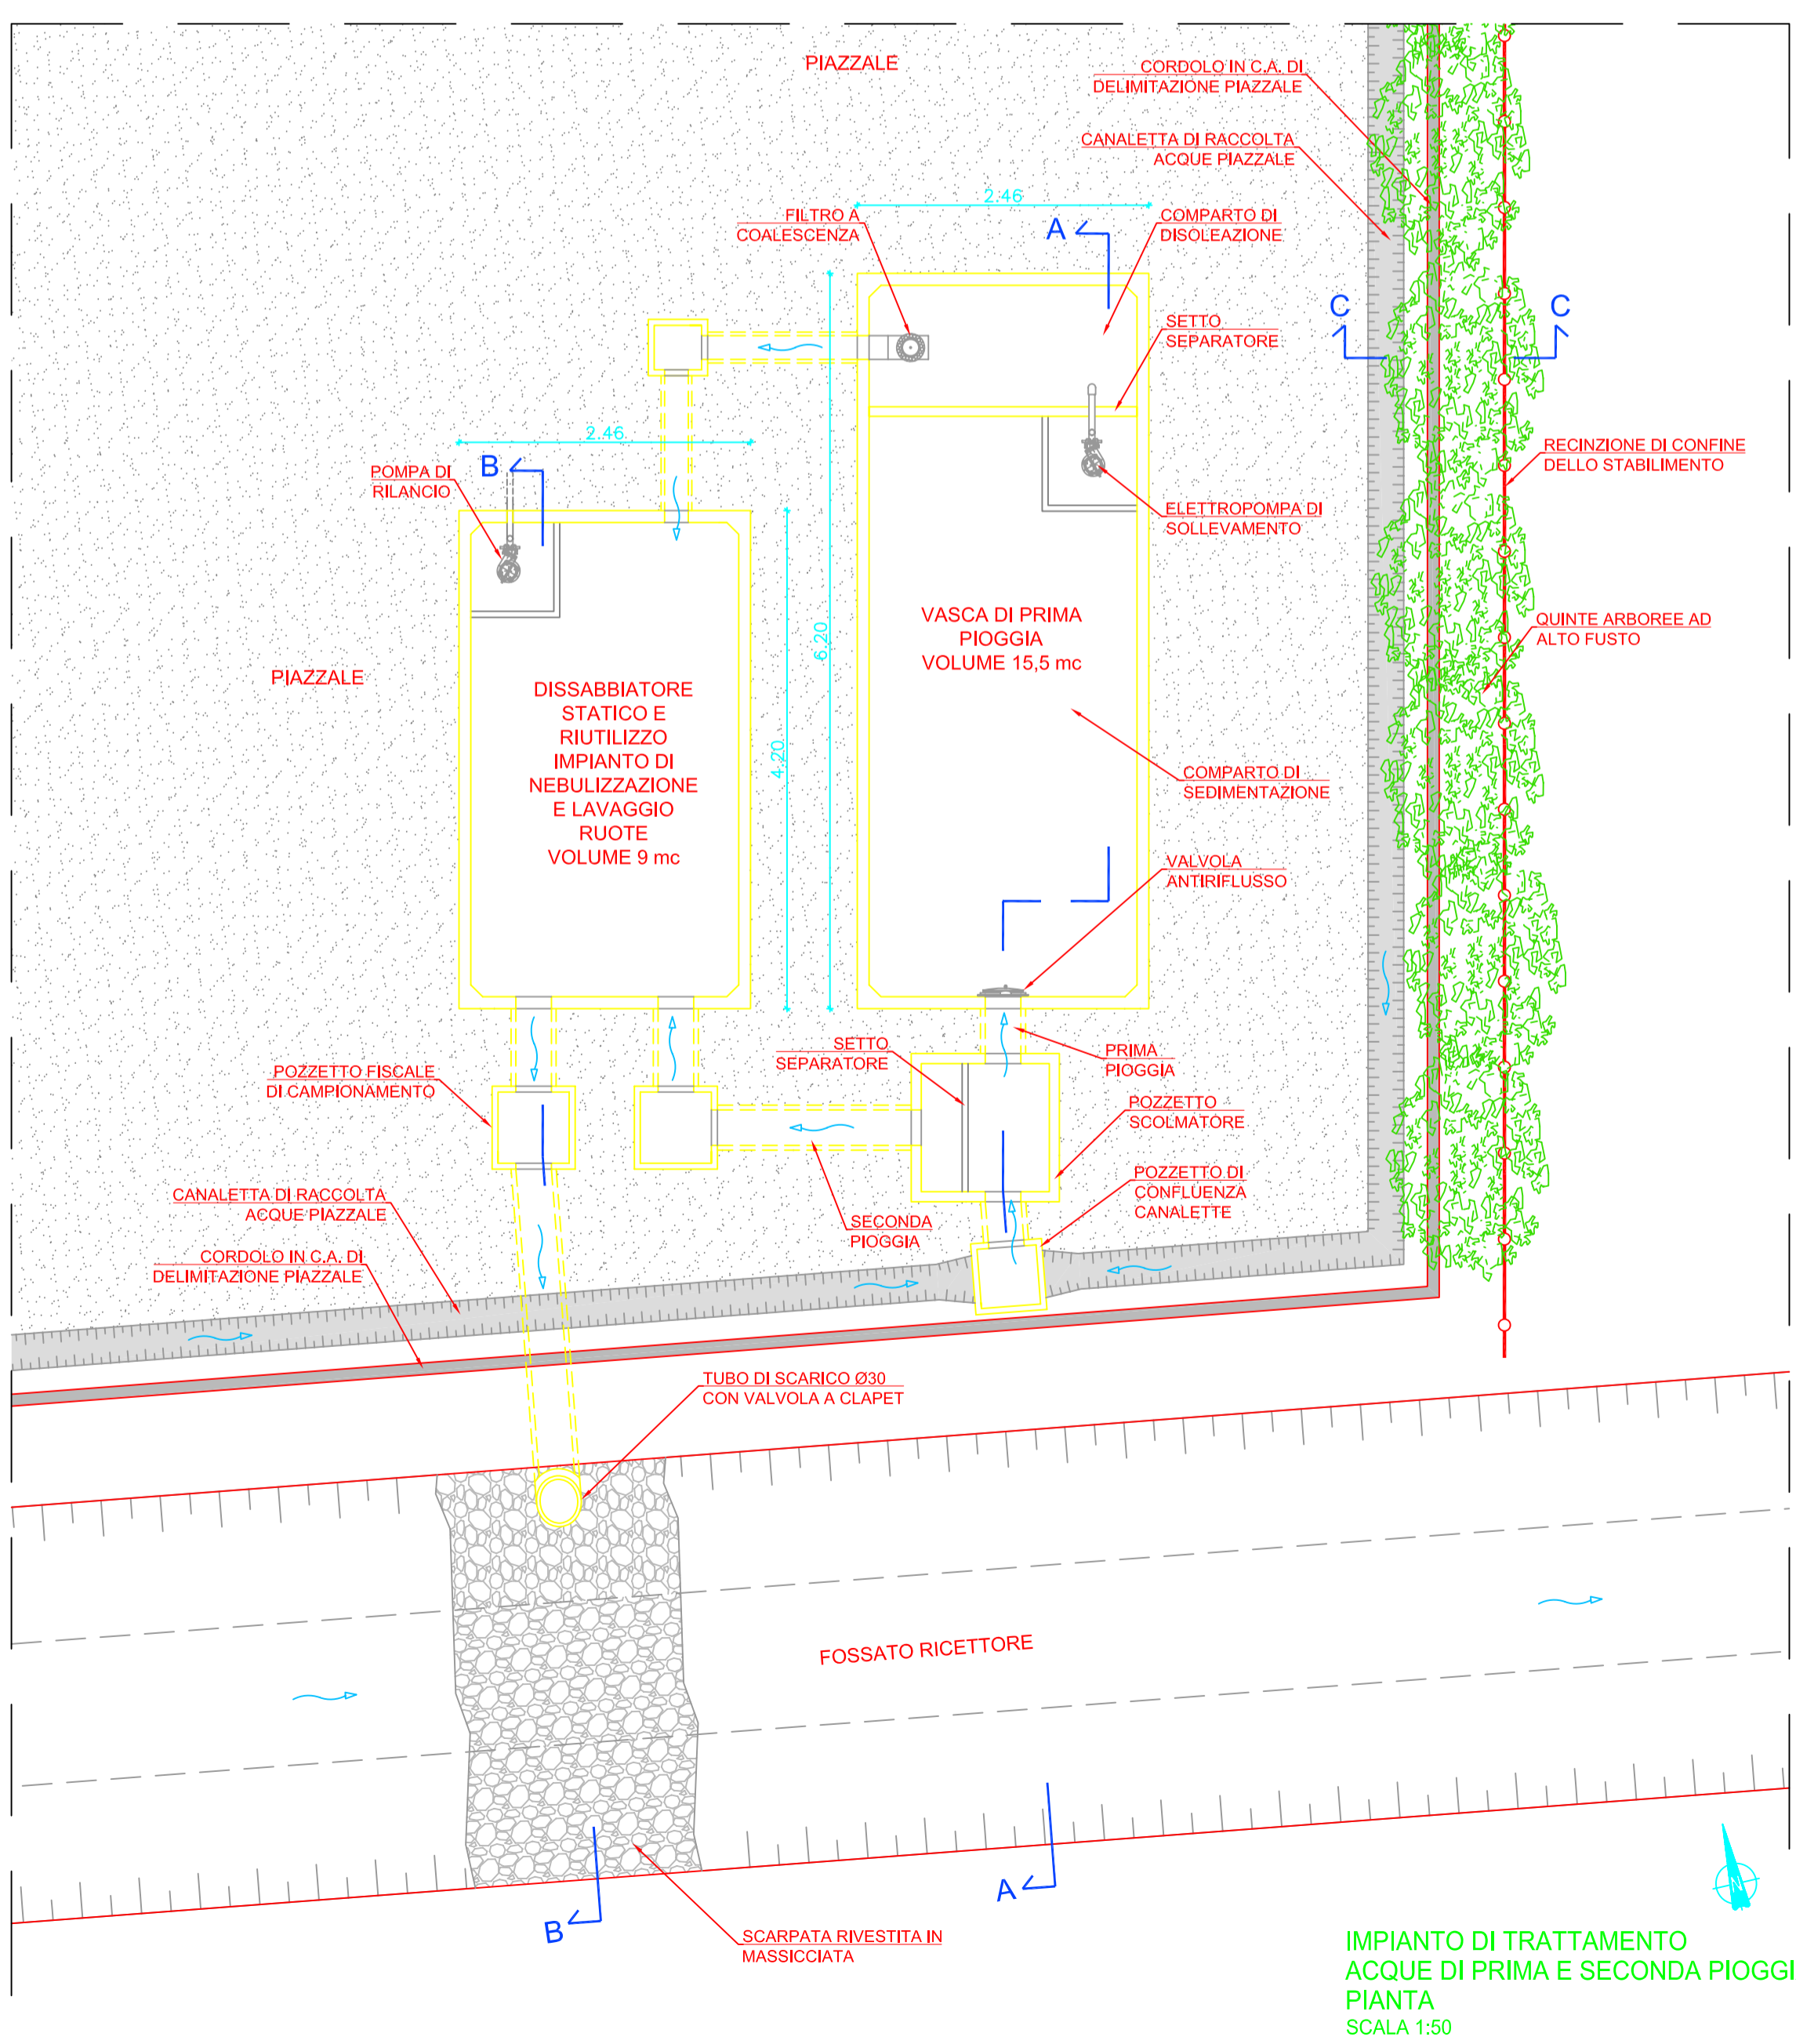 PIAZZALE
CORDOLO IN C.A. DI
DELIMITAZIONE PIAZZALE
CANALETTA DI RACCOLTA
ACQUE PIAZZALE
2.46
FILTRO A
COALESCENZA
A
COMPARTO DI
DISOLEAZIONE
C
C
SETTO
SEPARATORE
2.46
B
POMPA DI
RILANCIO
RECINZIONE DI CONFINE
DELLO STABILIMENTO
ELETTROPOMPA DI
SOLLEVAMENTO
6.20
VASCA DI PRIMA
PIOGGIA
VOLUME 15,5 mc
QUINTE ARBOREE AD
ALTO FUSTO
PIAZZALE
DISSABBIATORE
STATICO E
RIUTILIZZO
IMPIANTO DI
NEBULIZZAZIONE
E LAVAGGIO
RUOTE
VOLUME 9 mc
4.20
COMPARTO DI
SEDIMENTAZIONE
VALVOLA
ANTIRIFLUSSO
SETTO
SEPARATORE
PRIMA
PIOGGIA
POZZETTO FISCALE
DI CAMPIONAMENTO
POZZETTO
SCOLMATORE
POZZETTO DI
CONFLUENZA
CANALETTE
CANALETTA DI RACCOLTA
ACQUE PIAZZALE
SECONDA
PIOGGIA
CORDOLO IN C.A. DI
DELIMITAZIONE PIAZZALE
TUBO DI SCARICO Ø30
CON VALVOLA A CLAPET
FOSSATO RICETTORE
A
B
SCARPATA RIVESTITA IN
MASSICCIATA
N
IMPIANTO DI TRATTAMENTO
ACQUE DI PRIMA E SECONDA PIOGGI
PIANTA
SCALA 1:50